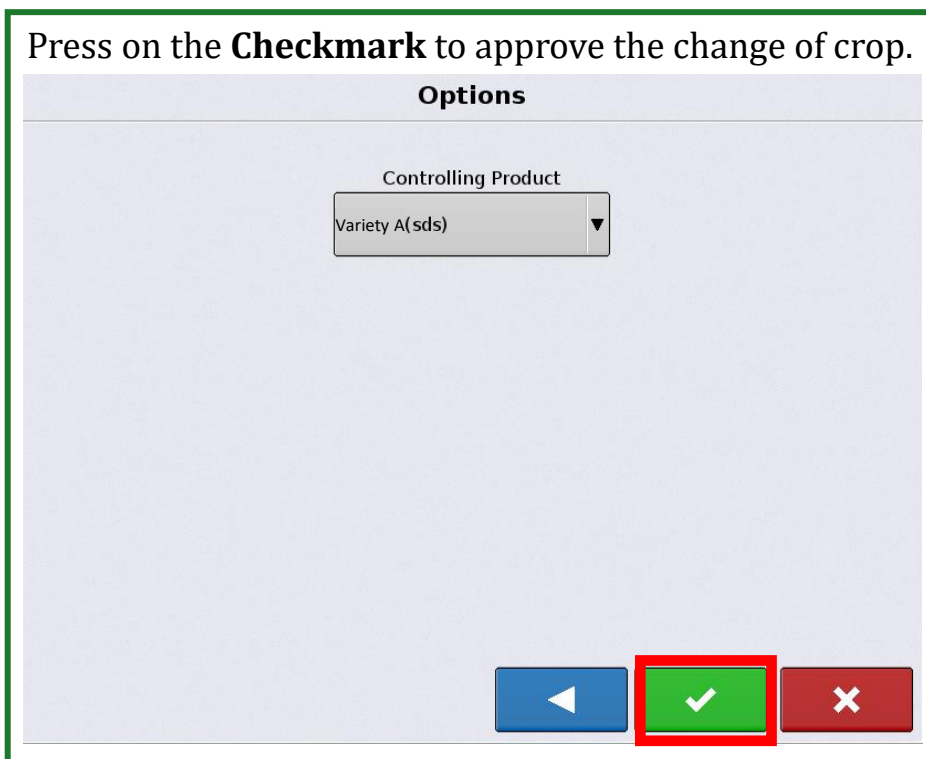 Press on the Checkmark to approve the change of crop.
Options
Controlling Product
Variety A(sds)